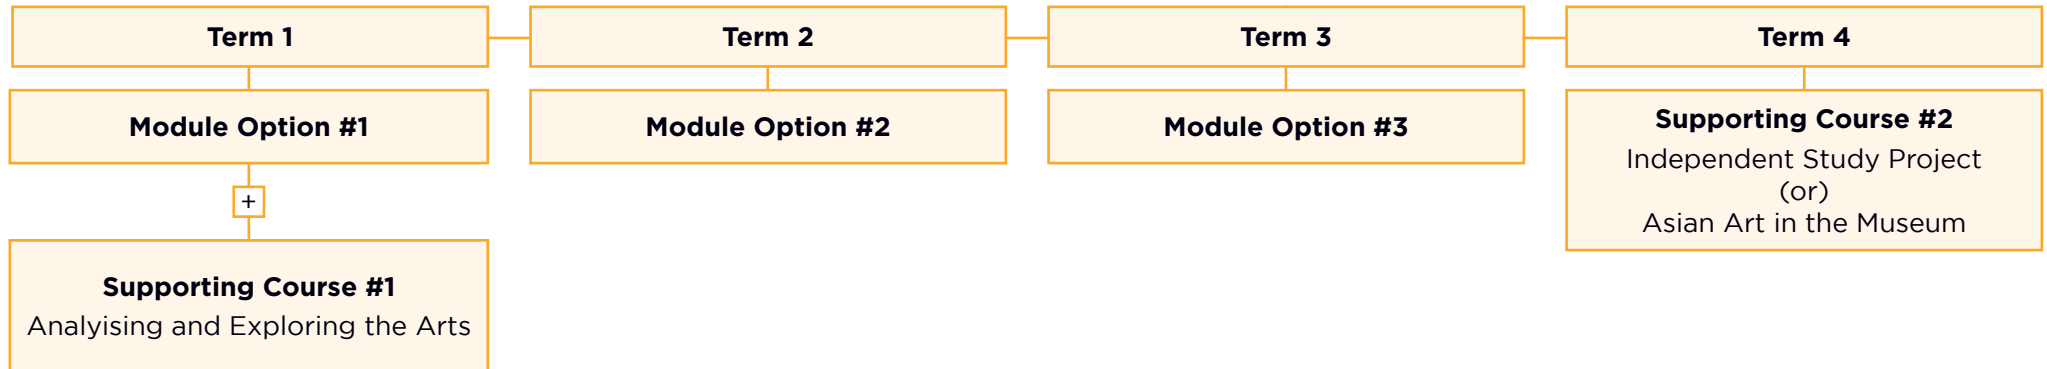 Term 1
Term 2
Term 3
Term 4
Module Option #1
Module Option #2
Module Option #3
Supporting Course #2
Independent Study Project
(or)
Asian Art in the Museum
+
Supporting Course #1
Analyising and Exploring the Arts